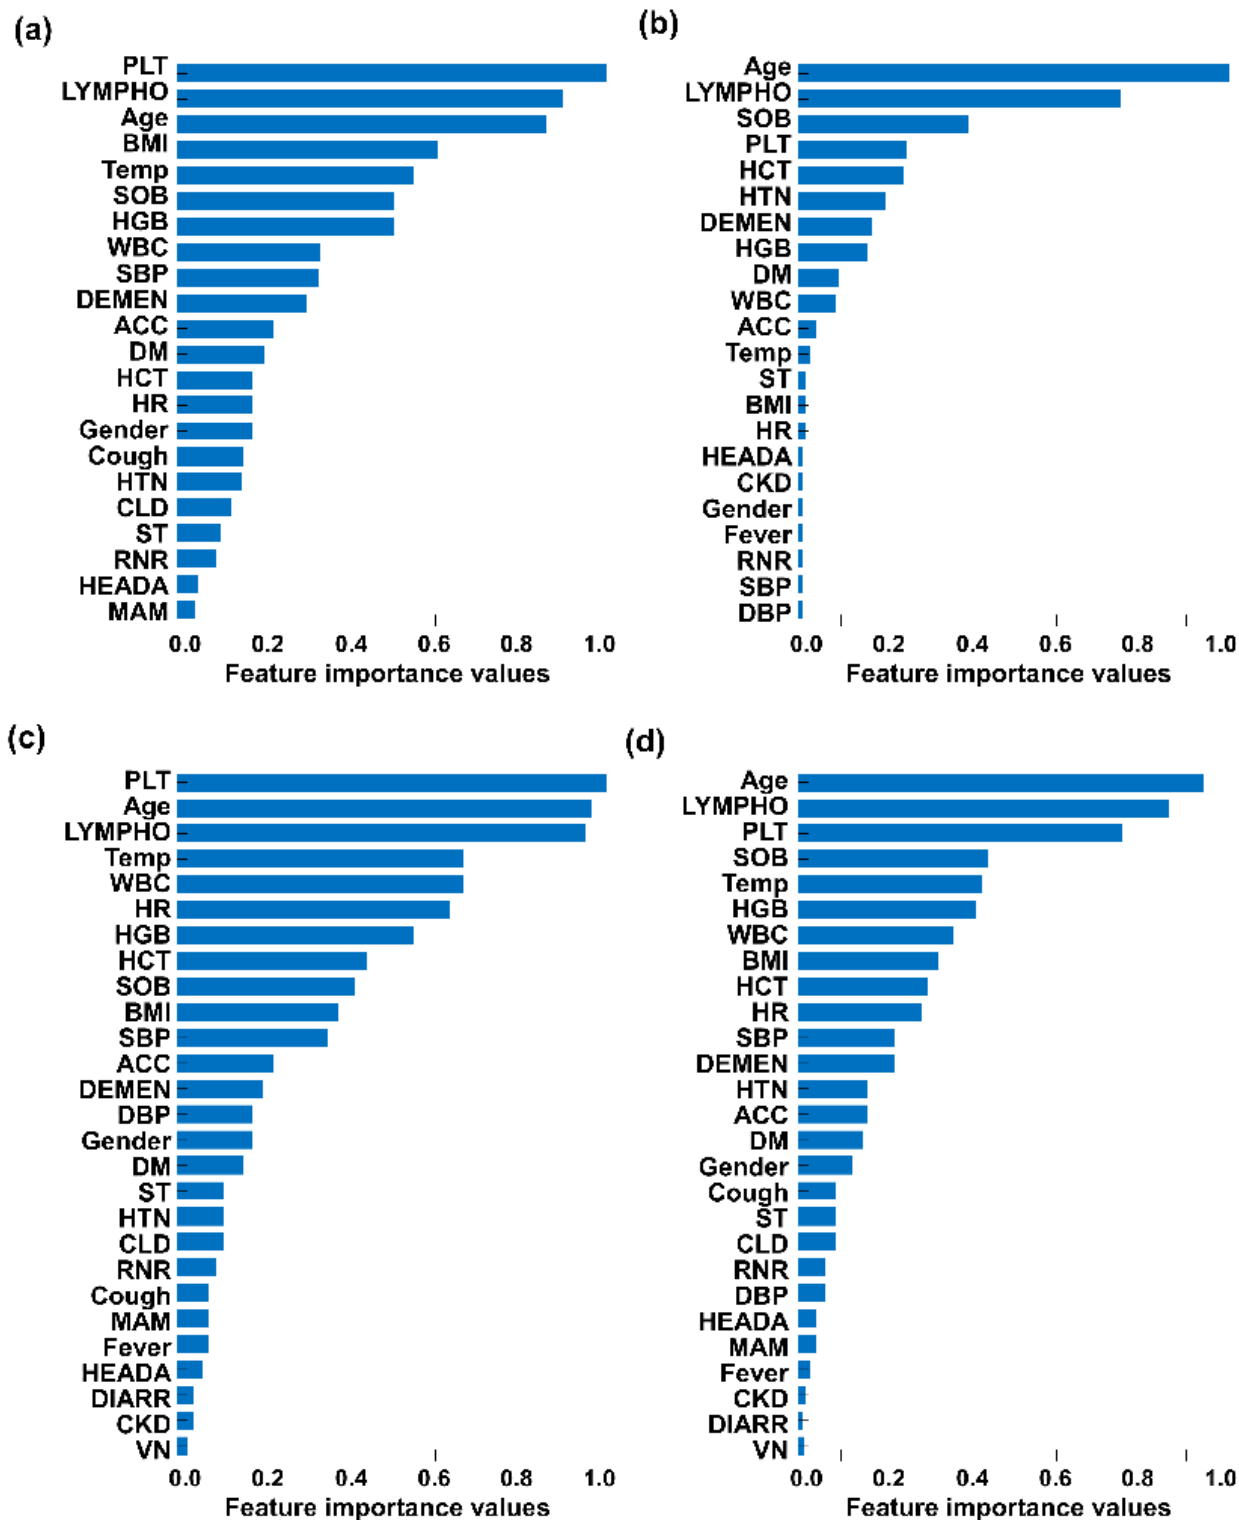 (a)
PLT
LYMPHO
Age
BMI
Temp
SOB
HGB
WBC
SBP
DEMEN
ACC
DM
HCT
HR
Gender
Cough
HTN
CLD
ST
RNR
HEADA
MAM
0.0 0.2 0.4 0.6 0.8 1.0
Feature importance values
(b)
Age
LYMPHO
SOB
PLT
HCT
HTN
DEMEN
HGB
DM
WBC
ACC
Temp
ST
BMI
HR
HEADA
CKD
Gender
Fever
RNR
SBP
DBP
0.0 0.2 0.4 0.6 0.8 1.0
Feature importance values
(c)
PLT
Age
LYMPHO
Temp
WBC
HR
HGB
HCT
SOB
BMI
SBP
ACC
DEMEN
DBP
Gender
DM
ST
HTN
CLD
RNR
Cough
MAM
Fever
HEADA
DIARR
CKD
VN
0.0 0.2 0.4 0.6 0.8 1.0
Feature importance values
(d)
Age
LYMPHO
PLT
SOB
Temp
HGB
WBC
BMI
HCT
HR
SBP
DEMEN
HTN
ACC
DM
Gender
Cough
ST
CLD
RNR
DBP
HEADA
MAM
Fever
CKD
DIARR
VN
0.0 0.2 0.4 0.6 0.8 1.0
Feature importance values